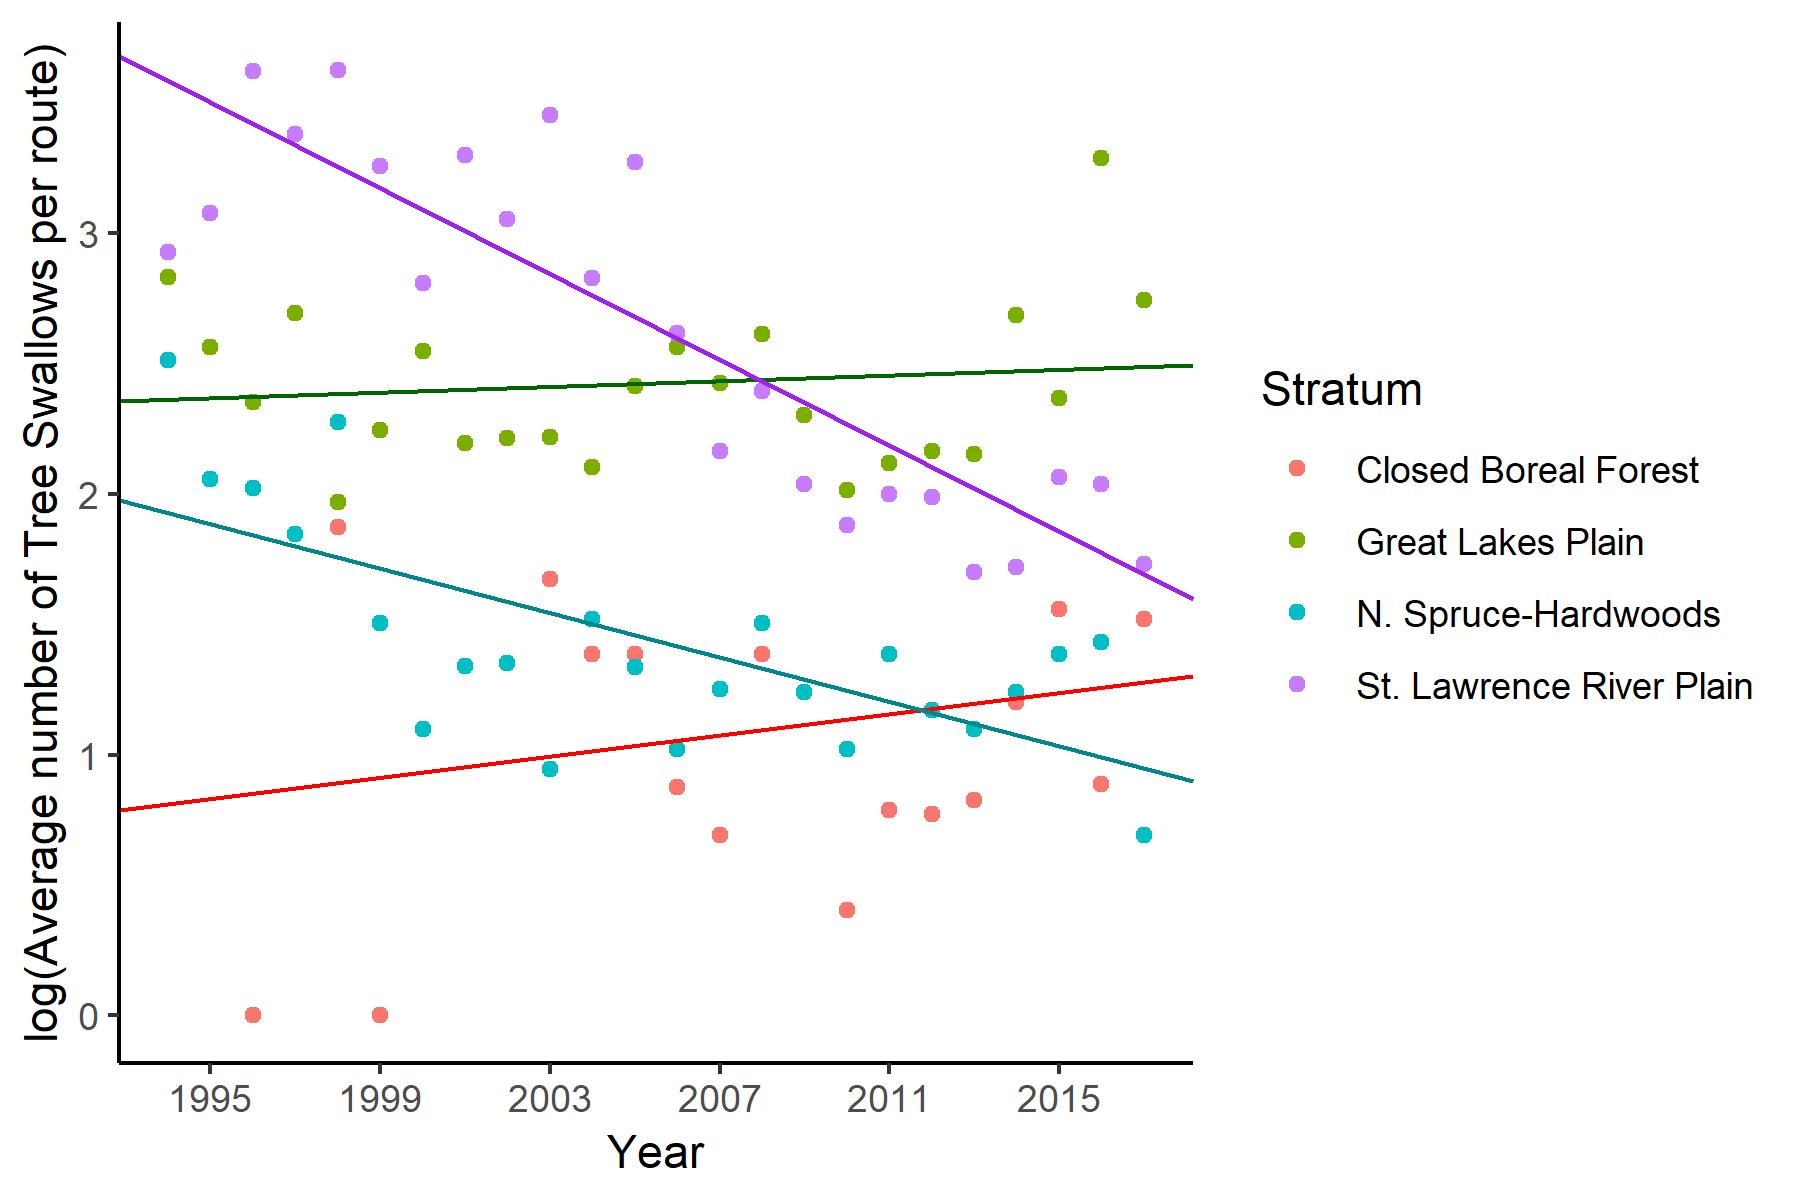 log(Average number of Tree Swallows per route)
3
2
1
0
1995 1999 2003 2007 2011 2015
Year
Stratum
Closed Boreal Forest
Great Lakes Plain
N. Spruce-Hardwoods
St. Lawrence River Plain